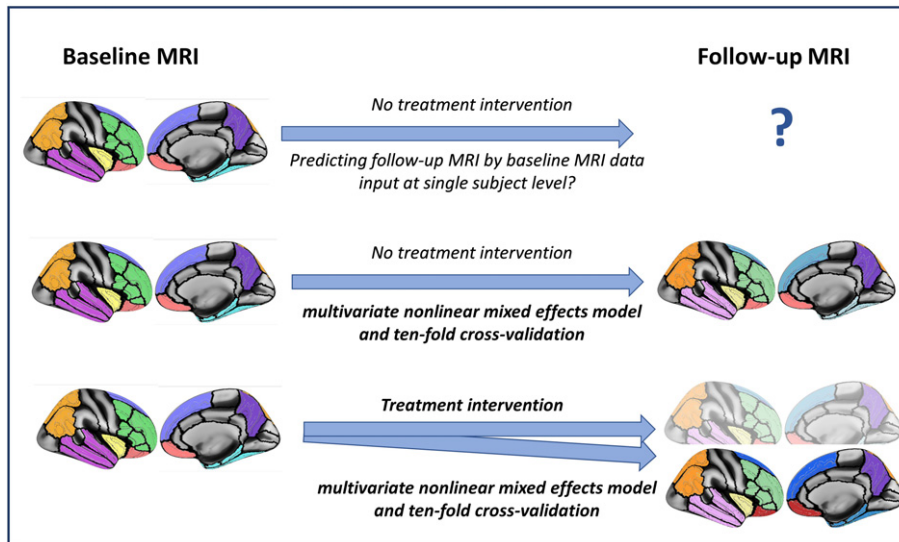 Baseline MRI
Follow-up MRI
No treatment intervention
?
Predicting follow-up MRI by baseline MRI data
input at single subject level?
No treatment intervention
multivariate nonlinear mixed effects model
and ten-fold cross-validation
Treatment intervention
multivariate nonlinear mixed effects model
and ten-fold cross-validation